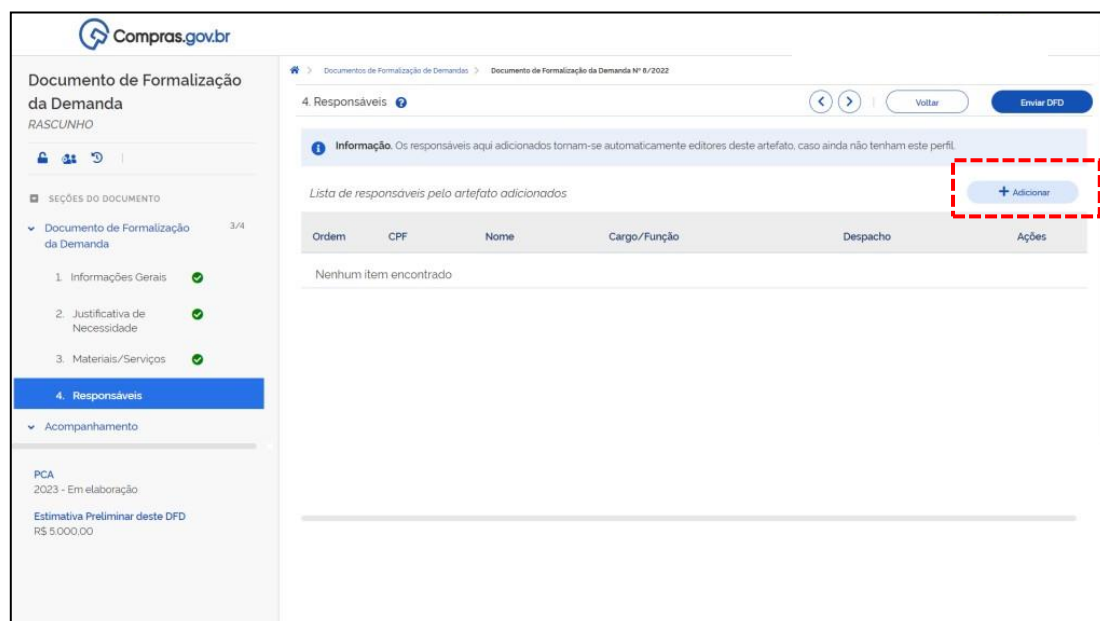 Compras.gov.br
Documento de Formalização
da Demanda
RASCUNHO
SEÇÕES DO DOCUMENTO
Documento de Formalização 3/4
da Demanda
1. Informações Gerais
2. Justificativa de
Necessidade
3. Materiais/Serviços
4. Responsáveis
Acompanhamento
PCA
2023 - Em elaboração
Estimativa Preliminar deste DFD
R$ 5.000,00
> Documentos de Formalização de Demandas > Documento de Formalização da Demanda Nº 6/2022
4. Responsáveis ?
Voltar
Enviar DFD
Informação. Os responsáveis aqui adicionados tornam-se automaticamente editores deste artefato, caso ainda não tenham este perfil.
Lista de responsáveis pelo artefato adicionados
+ Adicionar
Ordem CPF Nome Cargo/Função Despacho Ações
Nenhum item encontrado